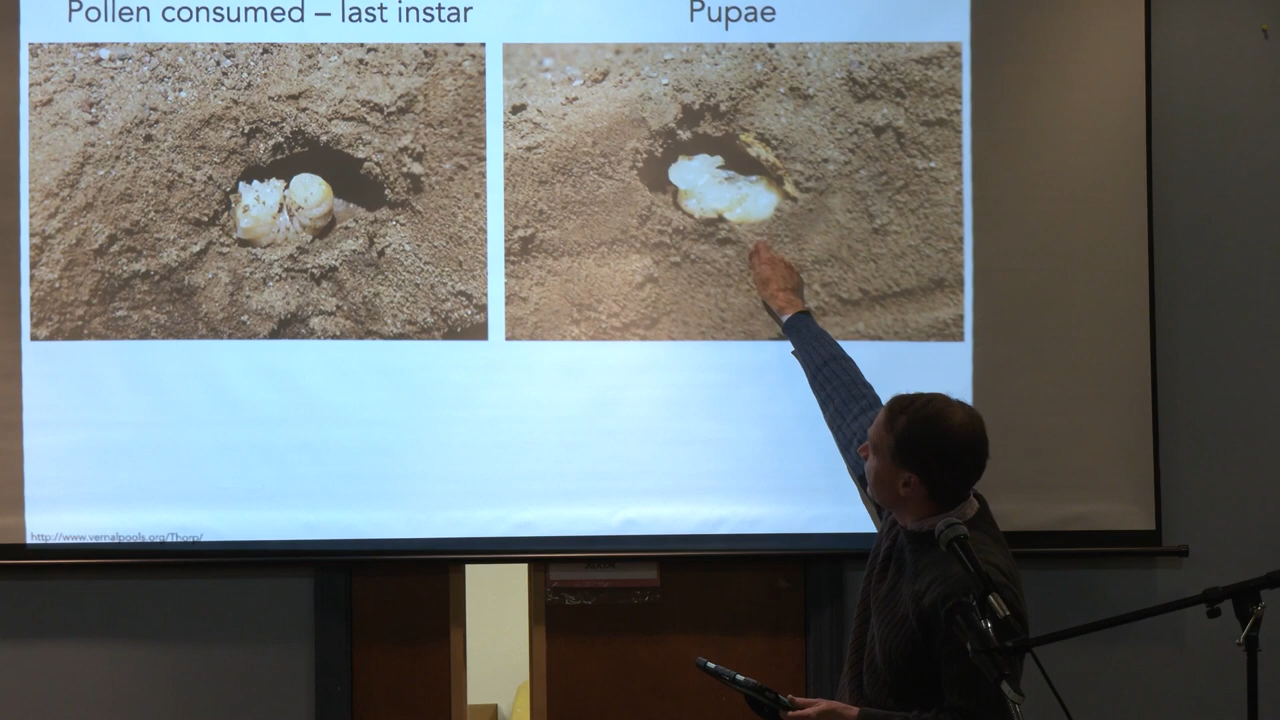 Pollen consumed – last instar
Pupae
http://www.vernalpools.org/Thorp/